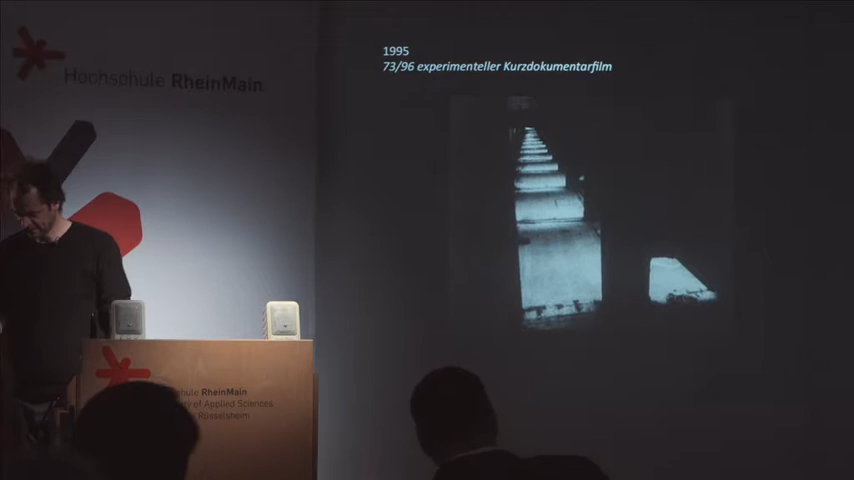 Hochschule RheinMain
1995
73/96 experimenteller Kurzdokumentarfilm
RheinMain
of Applied Sciences
Rüsselsheim